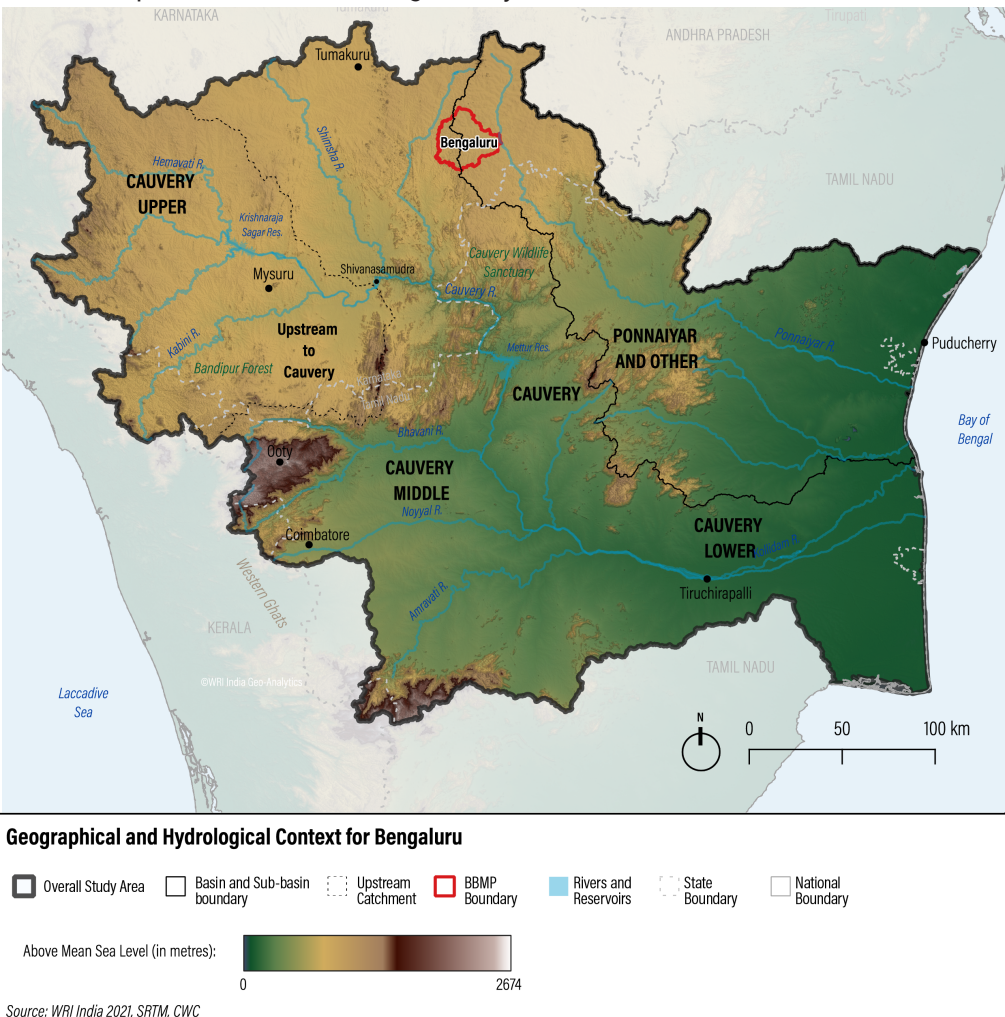 KARNATAKA
Tumakuru
Tirupati
ANDHRA PRADESH
Tumakuru
Bengaluru
Shimsha R.
Hemavati R.
CAUVERY
UPPER
TAMIL NADU
Krishnaraja
Sagar Res.
Cauvery Wildlife
Sanctuary
Mysuru
Shivanasamudra
Cauvery R.
Kabini R.
Upstream
to
Cauvery
Bandipur Forest
PONNAIYAR
AND OTHER
Ponnaiyar R.
Puducherry
Mettur Res.
Karnataka
Tamil Nadu
CAUVERY
Bay of
Bengal
Bhavani R.
Ooty
CAUVERY
MIDDLE
Noyyal R.
Coimbatore
CAUVERY
LOWER
Kollidam R.
Tiruchirapalli
Amravati R.
Western Ghats
KERALA
TAMIL NADU
©WRI India Geo-Analytics
Laccadive
Sea
N
0 50 100 km
Geographical and Hydrological Context for Bengaluru
Overall Study Area
Basin and Sub-basin
boundary
Upstream
Catchment
BBMP
Boundary
Rivers and
Reservoirs
State
Boundary
National
Boundary
Above Mean Sea Level (in metres):
0 2674
Source: WRI India 2021. SRTM. CWC